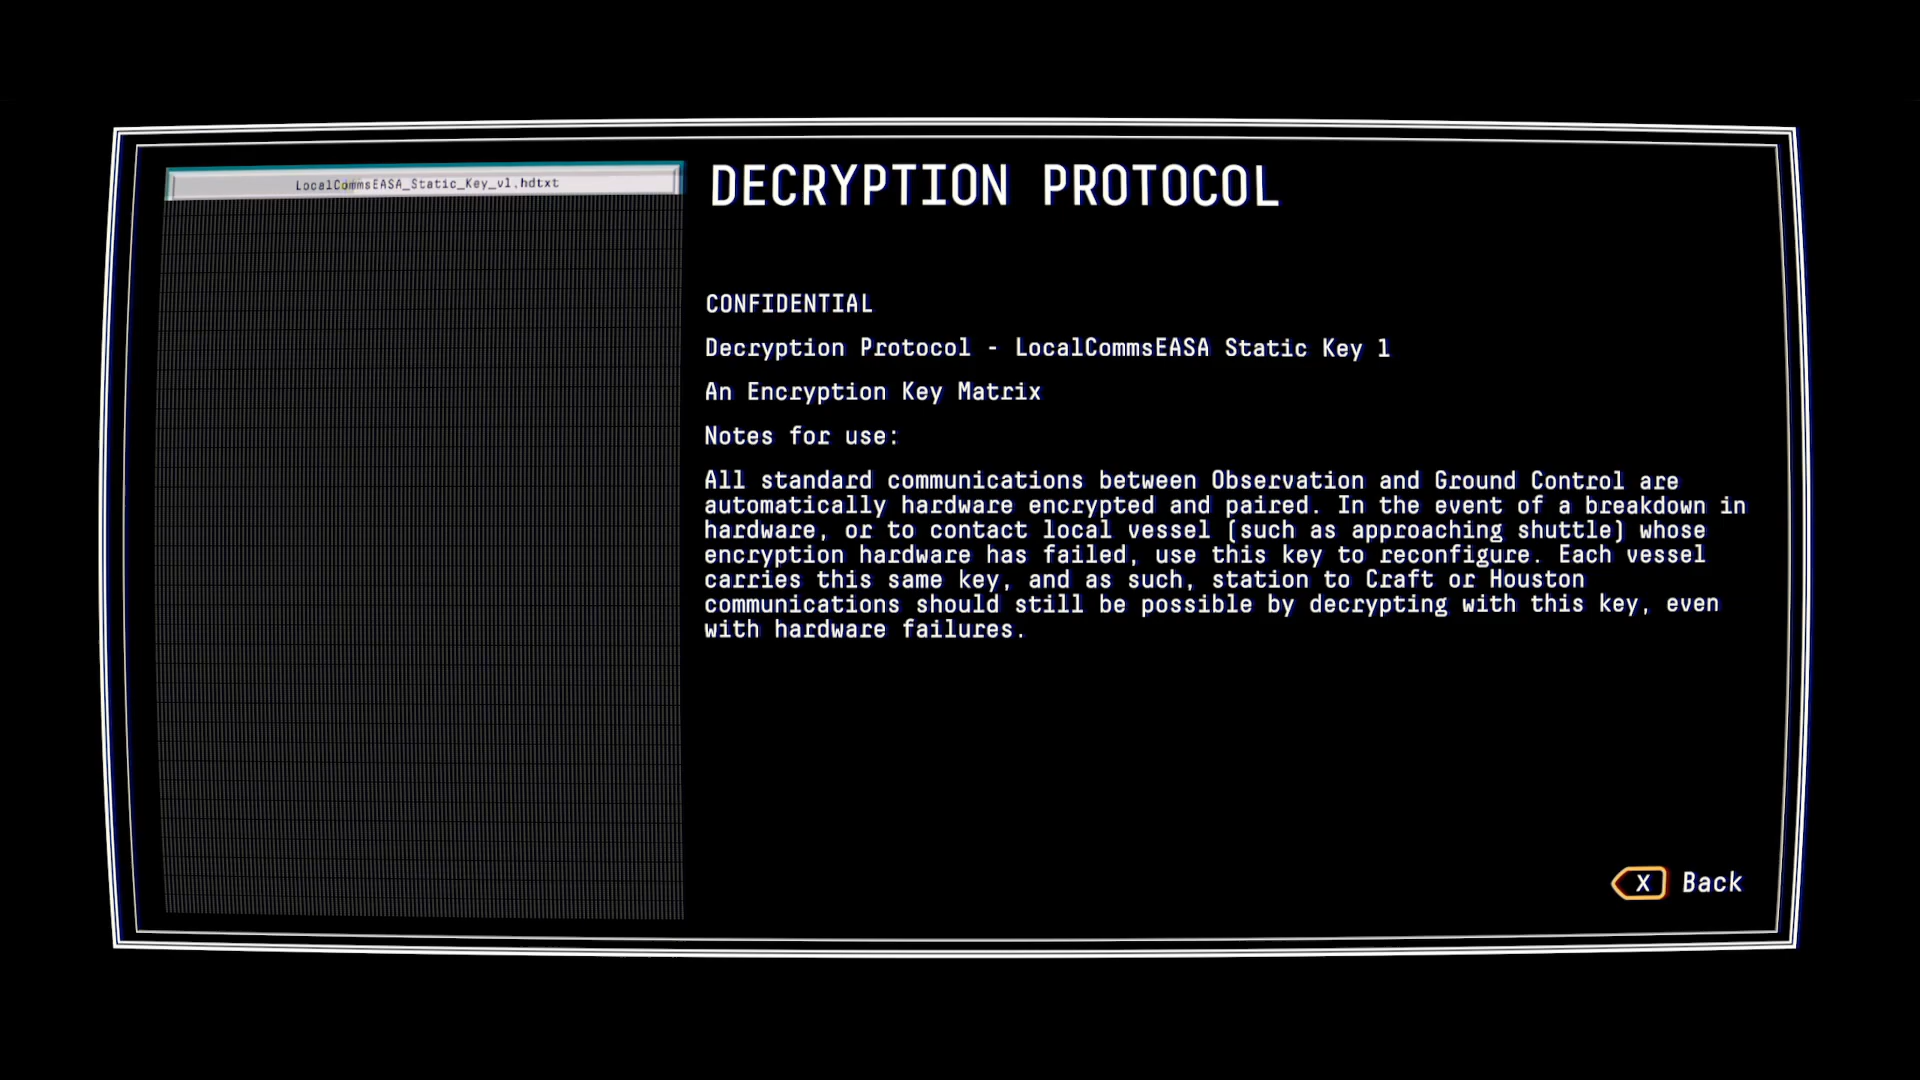 LocalCommsEASA_Static_Key_v1.hdtxt
DECRYPTION PROTOCOL
CONFIDENTIAL
Decryption Protocol - LocalCommsEASA Static Key 1
An Encryption Key Matrix
Notes for use:
All standard communications between Observation and Ground Control are
automatically hardware encrypted and paired. In the event of a breakdown in
hardware, or to contact local vessel (such as approaching shuttle) whose
encryption hardware has failed, use this key to reconfigure. Each vessel
carries this same key, and as such, station to Craft or Houston
communications should still be possible by decrypting with this key, even
with hardware failures.
X Back